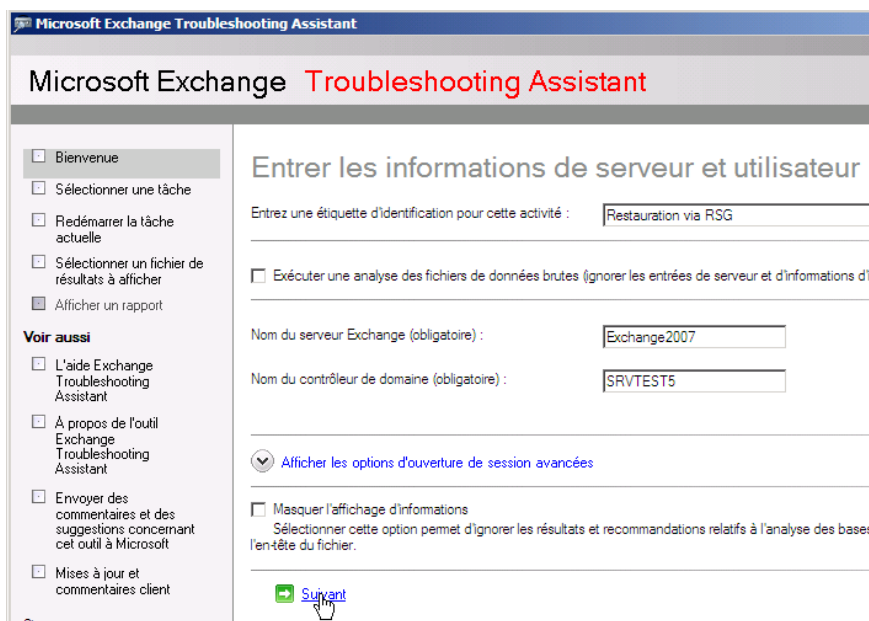 Microsoft Exchange Troubleshooting Assistant
Microsoft Exchange Troubleshooting Assistant
Bienvenue
Sélectionner une tâche
Redémarrer la tâche
actuelle
Sélectionner un fichier de
résultats à afficher
Afficher un rapport
Voir aussi
L'aide Exchange
Troubleshooting
Assistant
À propos de l'outil
Exchange
Troubleshooting
Assistant
Envoyer des
commentaires et des
suggestions concernant
cet outil à Microsoft
Mises à jour et
commentaires client
Entrer les informations de serveur et utilisateur
Entrez une étiquette d'identification pour cette activité : Restauration via RSG
Exécuter une analyse des fichiers de données brutes (ignorer les entrées de serveur et d'informations d'i
Nom du serveur Exchange (obligatoire) : Exchange2007
Nom du contrôleur de domaine (obligatoire) : SRVTEST5
Afficher les options d'ouverture de session avancées
Masquer l'affichage d'informations
Sélectionner cette option permet d'ignorer les résultats et recommandations relatifs à l'analyse des bases
l'en-tête du fichier.
Suivant